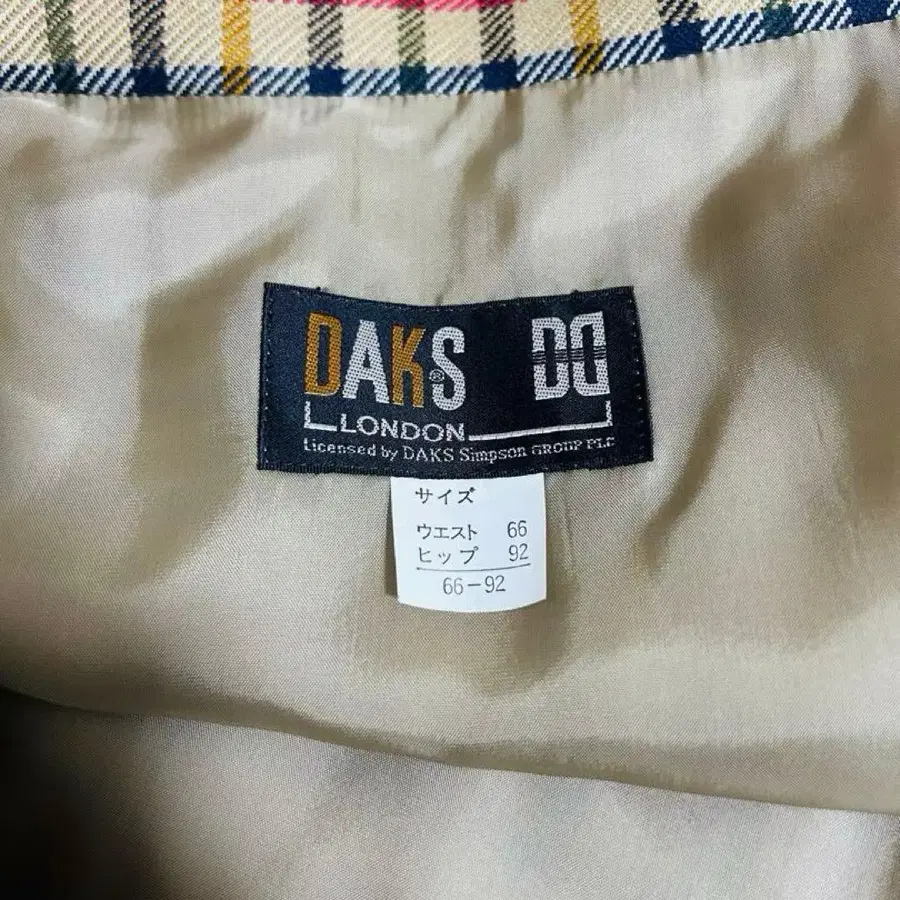 DAKS® DD
LONDON
Licensed by DAKS Simpson GROUP PLC
サイズ
ウエスト 66
ヒップ 92
66-92